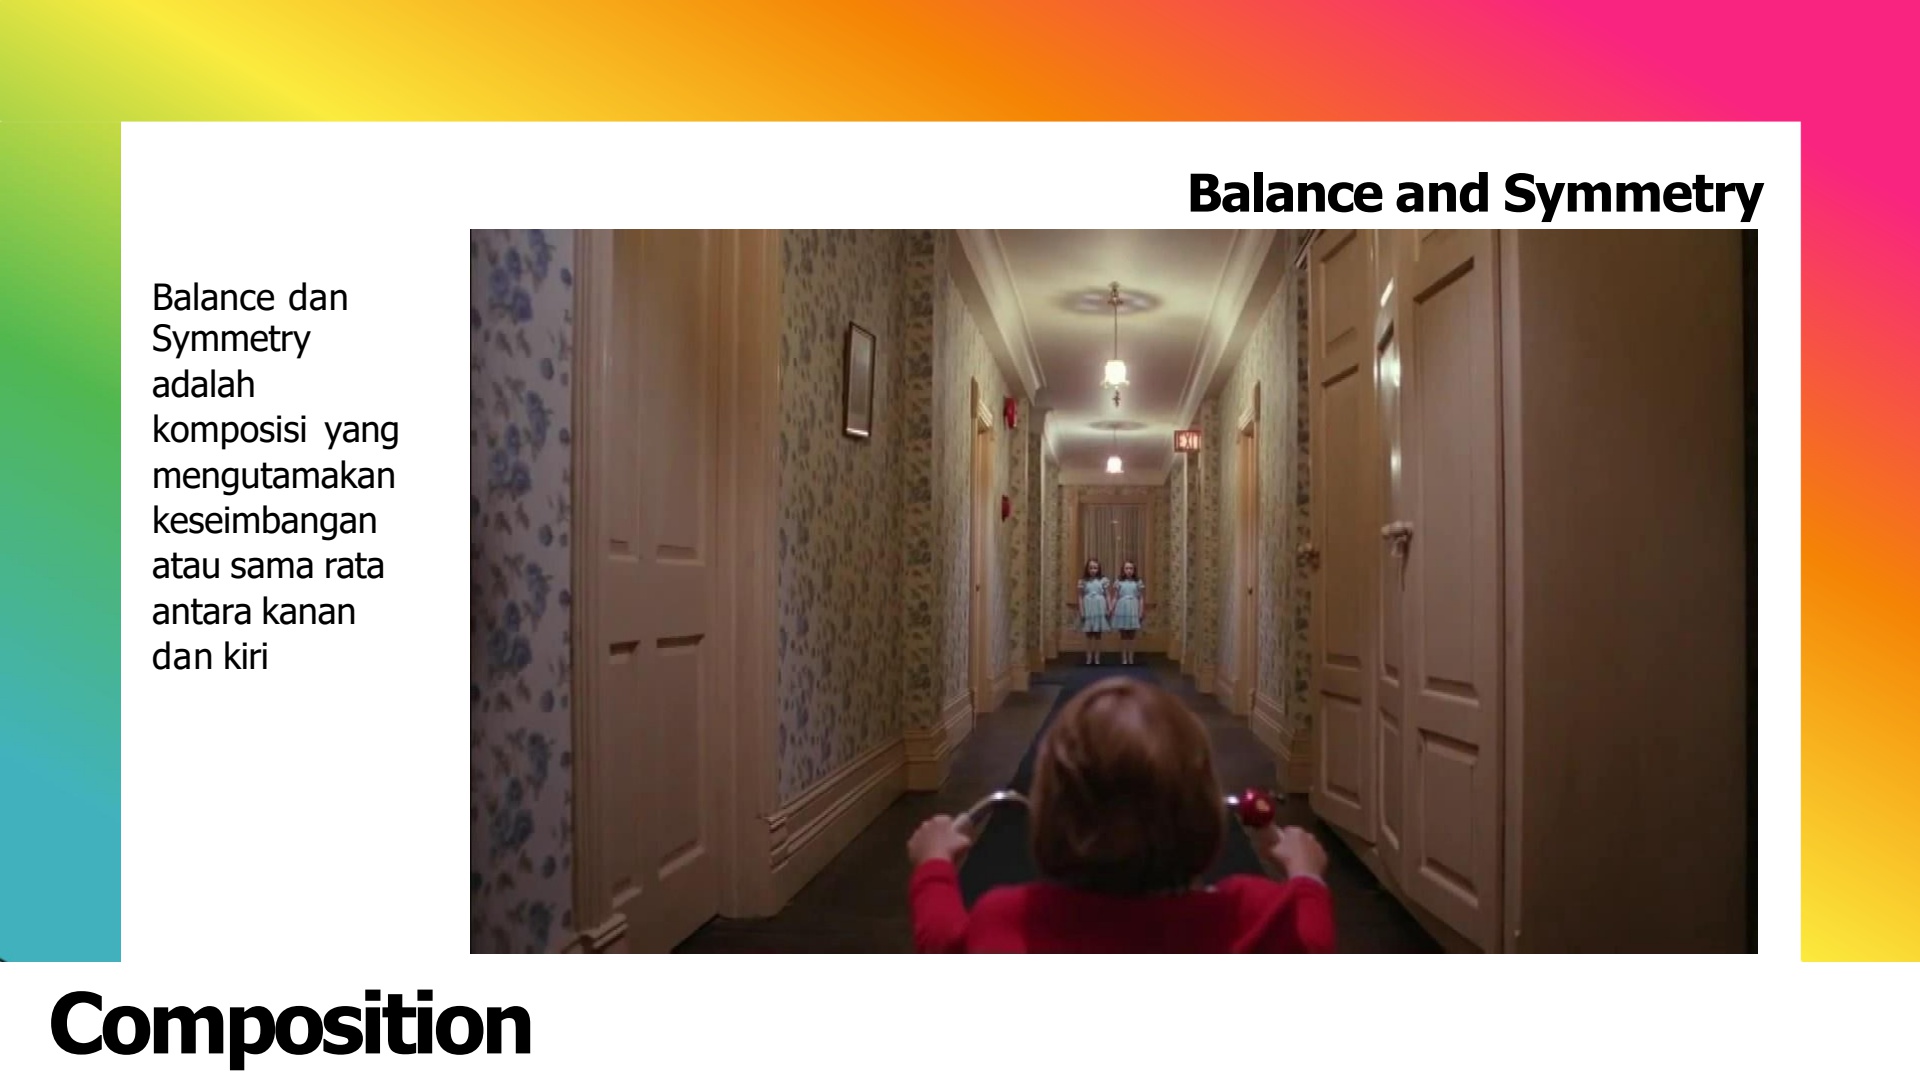 Balance and Symmetry
Balance dan
Symmetry
adalah
komposisi yang
mengutamakan
keseimbangan
atau sama rata
antara kanan
dan kiri
EXIT
Composition